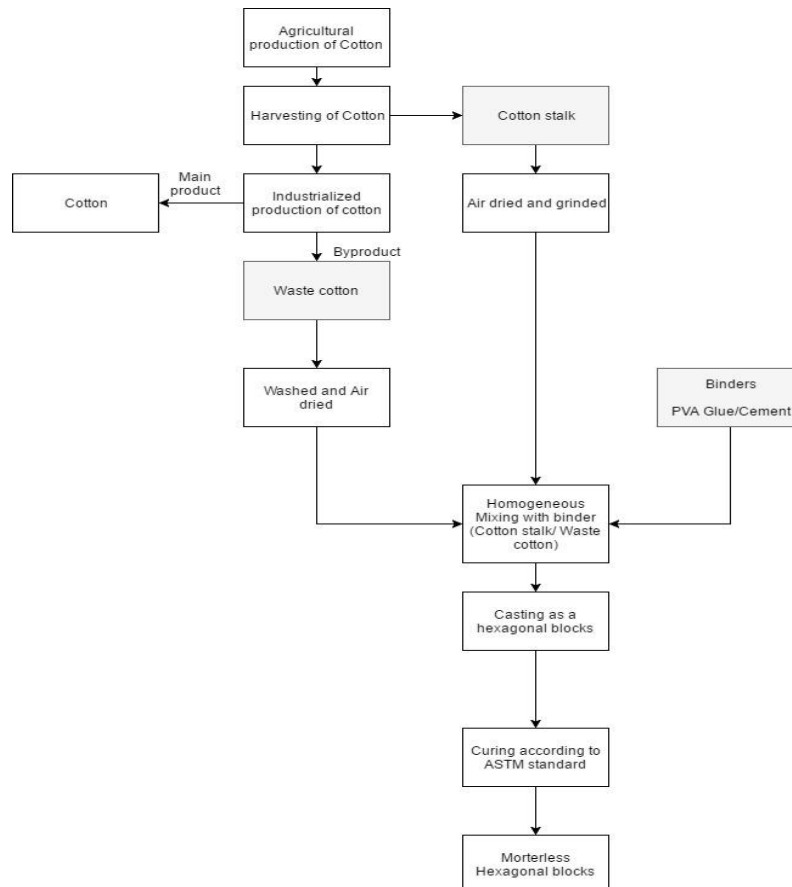 Agricultural
production of Cotton
Harvesting of Cotton
Cotton stalk
Main
product
Cotton
Industrialized
production of cotton
Air dried and grinded
Byproduct
Waste cotton
Washed and Air
dried
Binders
PVA Glue/Cement
Homogeneous
Mixing with binder
(Cotton stalk/ Waste
cotton)
Casting as a
hexagonal blocks
Curing according to
ASTM standard
Morterless
Hexagonal blocks